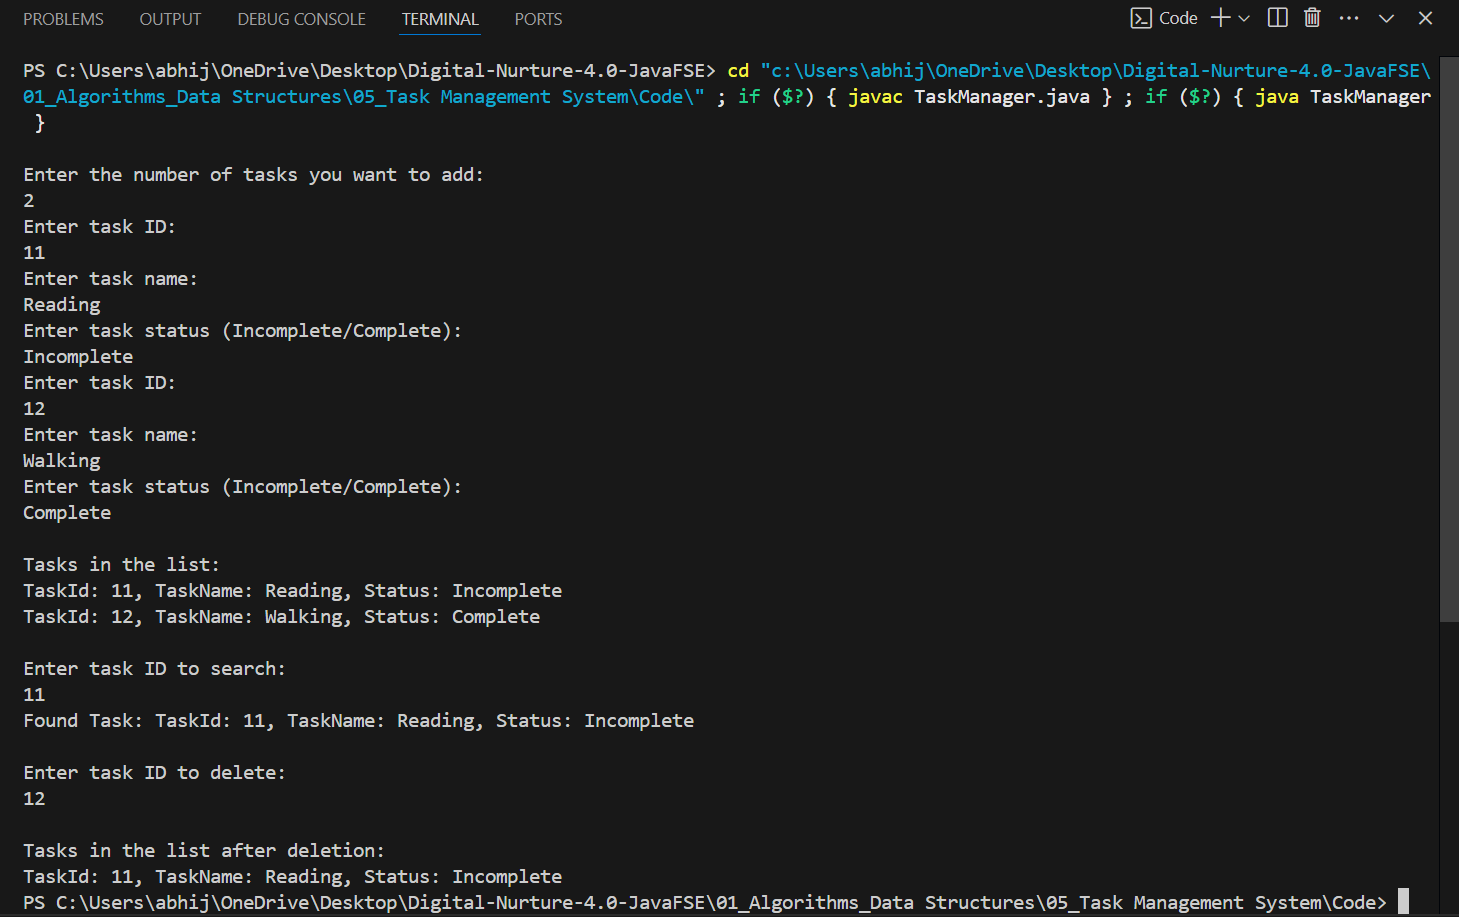 PROBLEMS OUTPUT DEBUG CONSOLE TERMINAL PORTS Code
PS C:\Users\abhij\OneDrive\Desktop\Digital-Nurture-4.0-JavaFSE> cd "c:\Users\abhij\OneDrive\Desktop\Digital-Nurture-4.0-JavaFSE\
01_Algorithms_Data Structures\05_Task Management System\Code\" ; if ($?) { javac TaskManager.java } ; if ($?) { java TaskManager
}
Enter the number of tasks you want to add:
2
Enter task ID:
11
Enter task name:
Reading
Enter task status (Incomplete/Complete):
Incomplete
Enter task ID:
12
Enter task name:
Walking
Enter task status (Incomplete/Complete):
Complete
Tasks in the list:
TaskId: 11, TaskName: Reading, Status: Incomplete
TaskId: 12, TaskName: Walking, Status: Complete
Enter task ID to search:
11
Found Task: TaskId: 11, TaskName: Reading, Status: Incomplete
Enter task ID to delete:
12
Tasks in the list after deletion:
TaskId: 11, TaskName: Reading, Status: Incomplete
PS C:\Users\abhij\OneDrive\Desktop\Digital-Nurture-4.0-JavaFSE\01_Algorithms_Data Structures\05_Task Management System\Code>